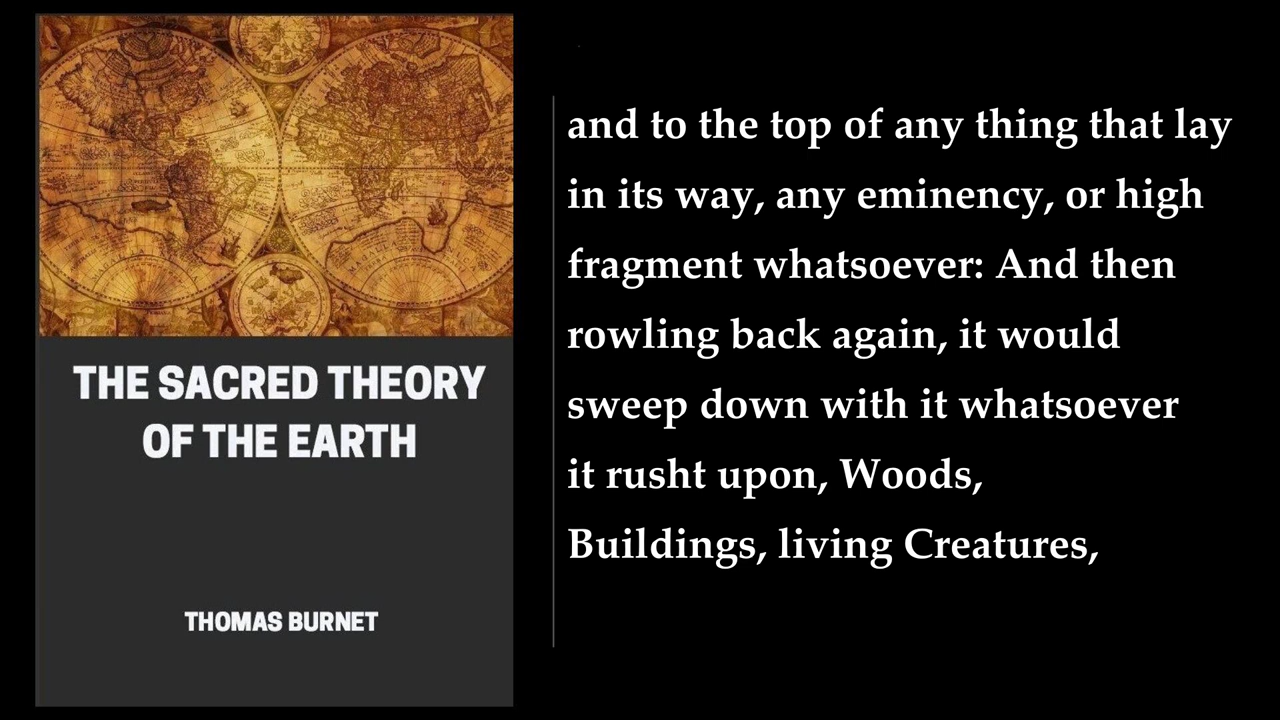 THE SACRED THEORY
OF THE EARTH
THOMAS BURNET
and to the top of any thing that lay
in its way, any eminency, or high
fragment whatsoever: And then
rowling back again, it would
sweep down with it whatsoever
it rusht upon, Woods,
Buildings, living Creatures,